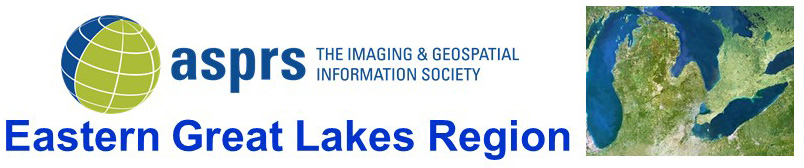 asprs THE IMAGING & GEOSPATIAL
INFORMATION SOCIETY
Eastern Great Lakes Region